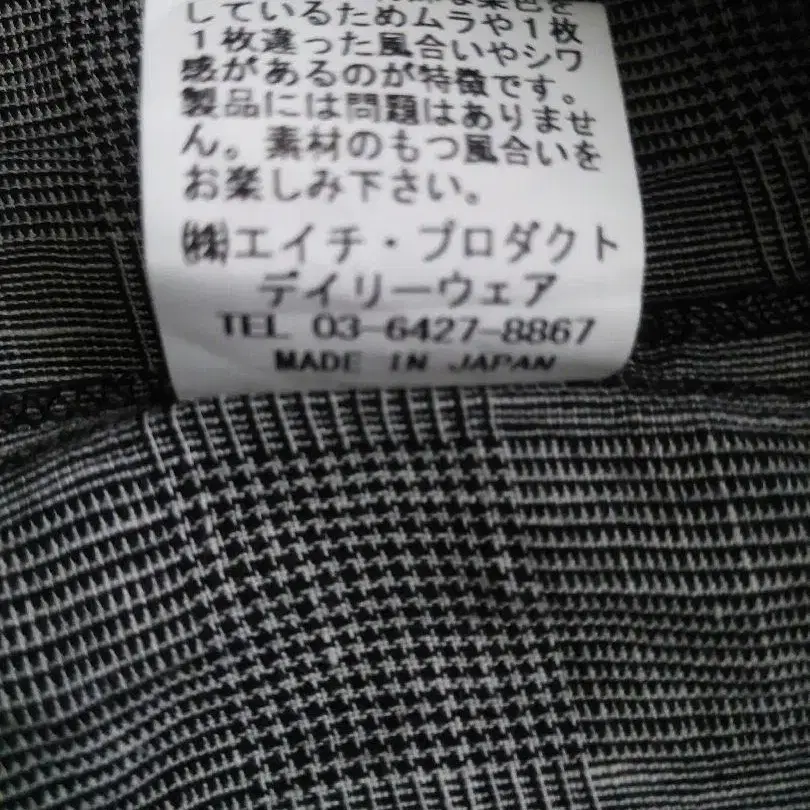 な染色を
しているためムラや1枚
1枚違った風合いやシワ
感があるのが特徴です。
製品には問題はありませ
ん。素材のもつ風合いを
お楽しみ下さい。
㈱エイチ・プロダクト
デイリーウェア
TEL 03-6427-8867
MADE IN JAPAN